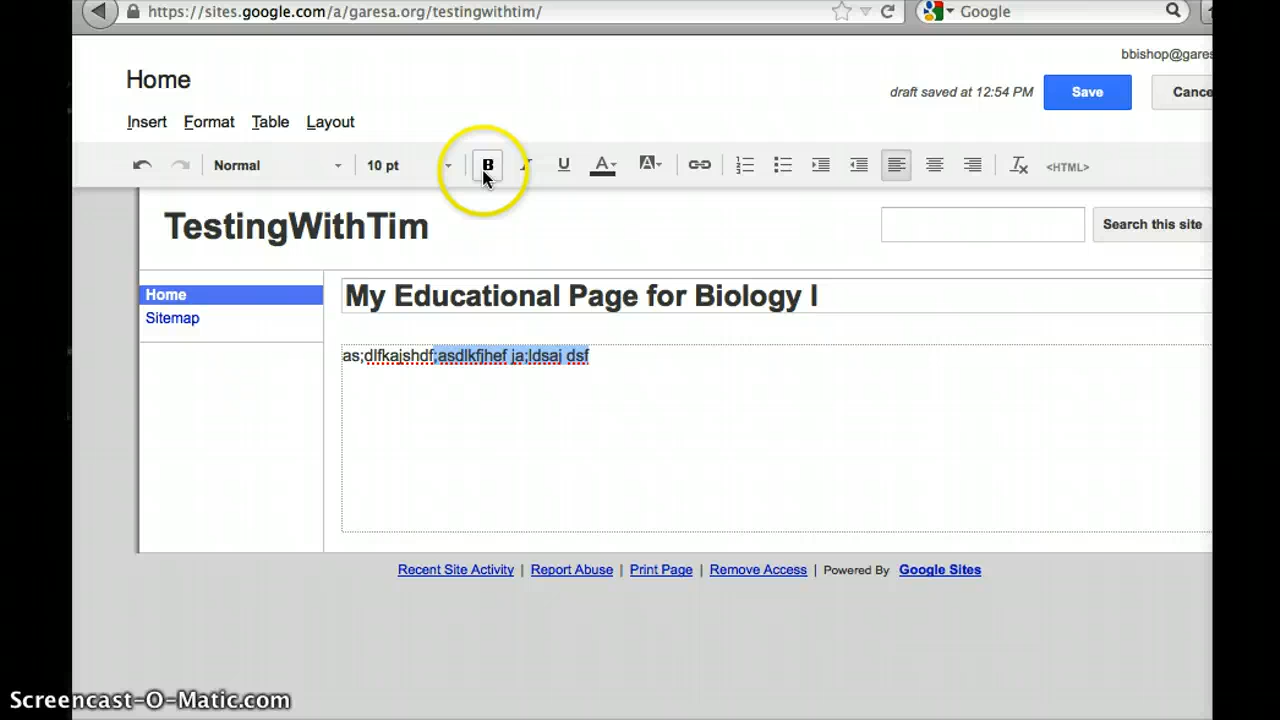 https://sites.google.com/a/garesa.org/testingwithtim/
Google
bbishop@gares
Home
draft saved at 12:54 PM
Save
Cance
Insert Format Table Layout
Normal 10 pt B U A A <HTML>
TestingWithTim
Search this site
Home
Sitemap
My Educational Page for Biology I
as;dlfkajshdf;asdlkfjhef ja;ldsaj dsf
Recent Site Activity | Report Abuse | Print Page | Remove Access | Powered By Google Sites
Screencast-O-Matic.com